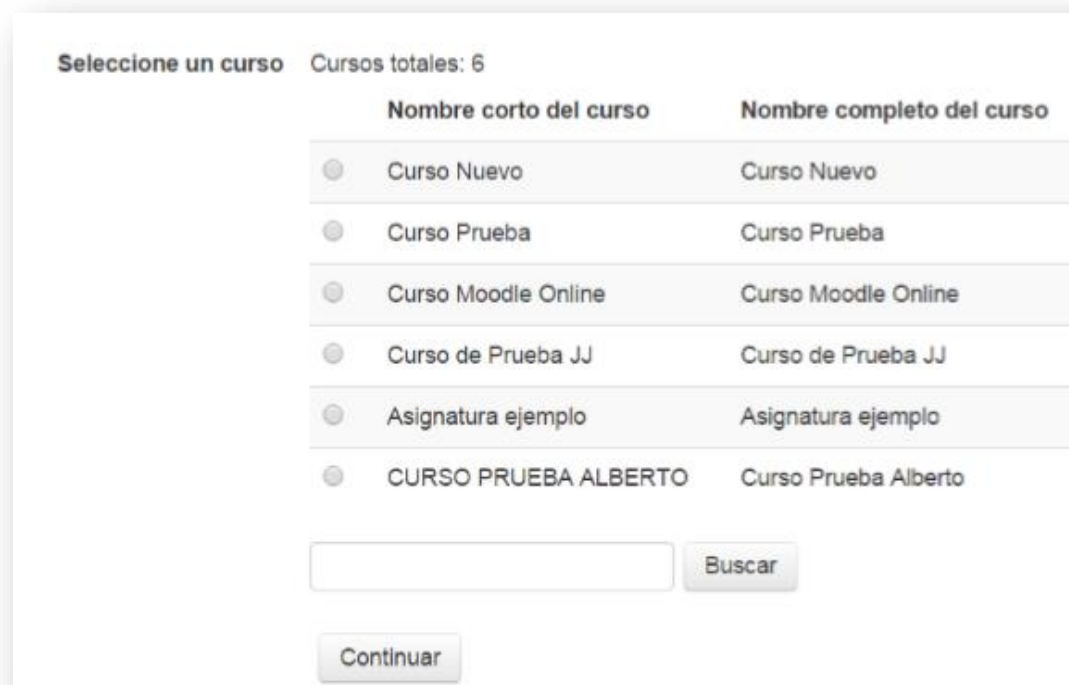 Seleccione un curso Cursos totales: 6
Nombre corto del curso Nombre completo del curso
Curso Nuevo Curso Nuevo
Curso Prueba Curso Prueba
Curso Moodle Online Curso Moodle Online
Curso de Prueba JJ Curso de Prueba JJ
Asignatura ejemplo Asignatura ejemplo
CURSO PRUEBA ALBERTO Curso Prueba Alberto
Buscar
Continuar